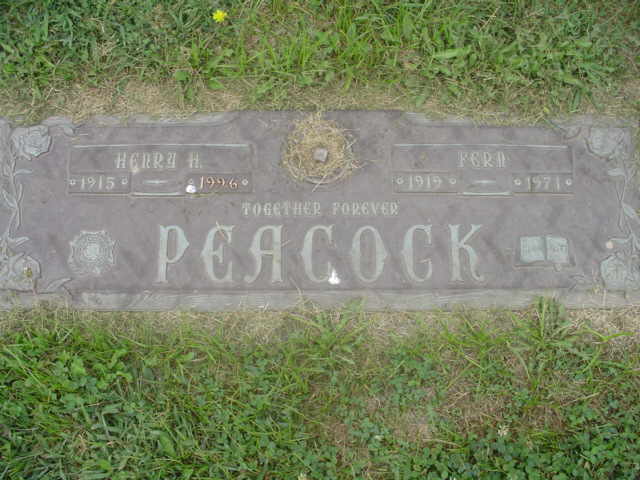 HENRY H. FERN
1915 1996 1919 1971
TOGETHER FOREVER
PEACOCK